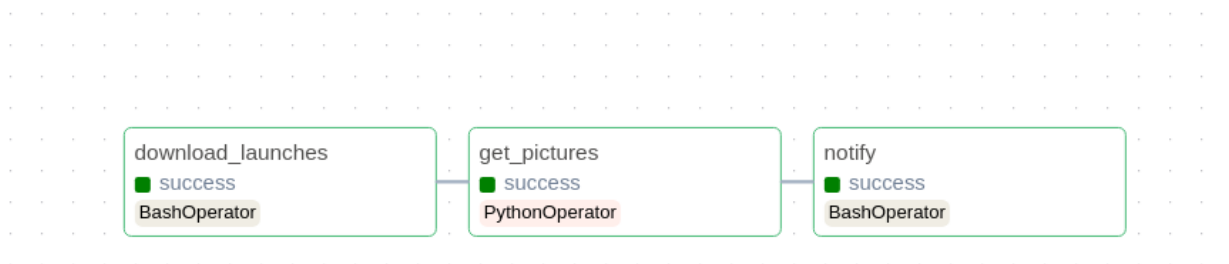 download_launches
success
BashOperator
get_pictures
success
PythonOperator
notify
success
BashOperator